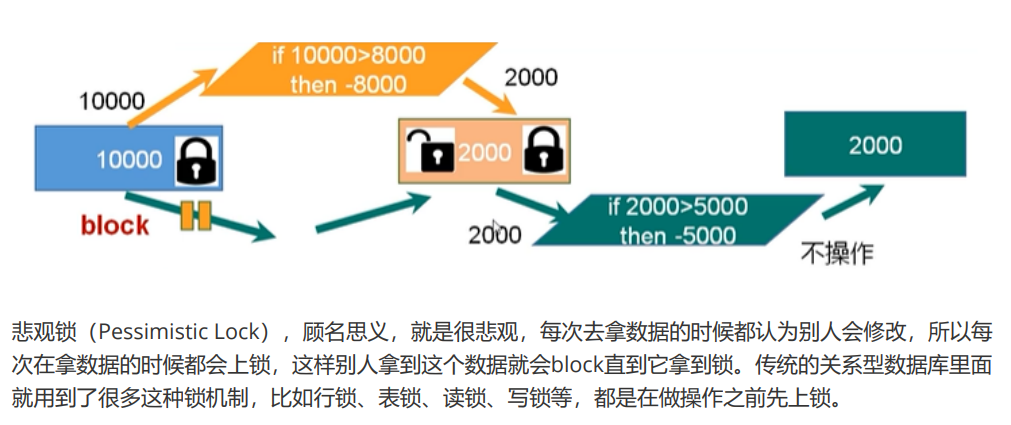 if 10000>8000
then -8000
10000
2000
10000
2000
2000
block
2000
if 2000>5000
then -5000
不操作
悲观锁（Pessimistic Lock），顾名思义，就是很悲观，每次去拿数据的时候都认为别人会修改，所以每
次在拿数据的时候都会上锁，这样别人拿到这个数据就会block直到它拿到锁。传统的关系型数据库里面
就用到了很多这种锁机制，比如行锁、表锁、读锁、写锁等，都是在做操作之前先上锁。